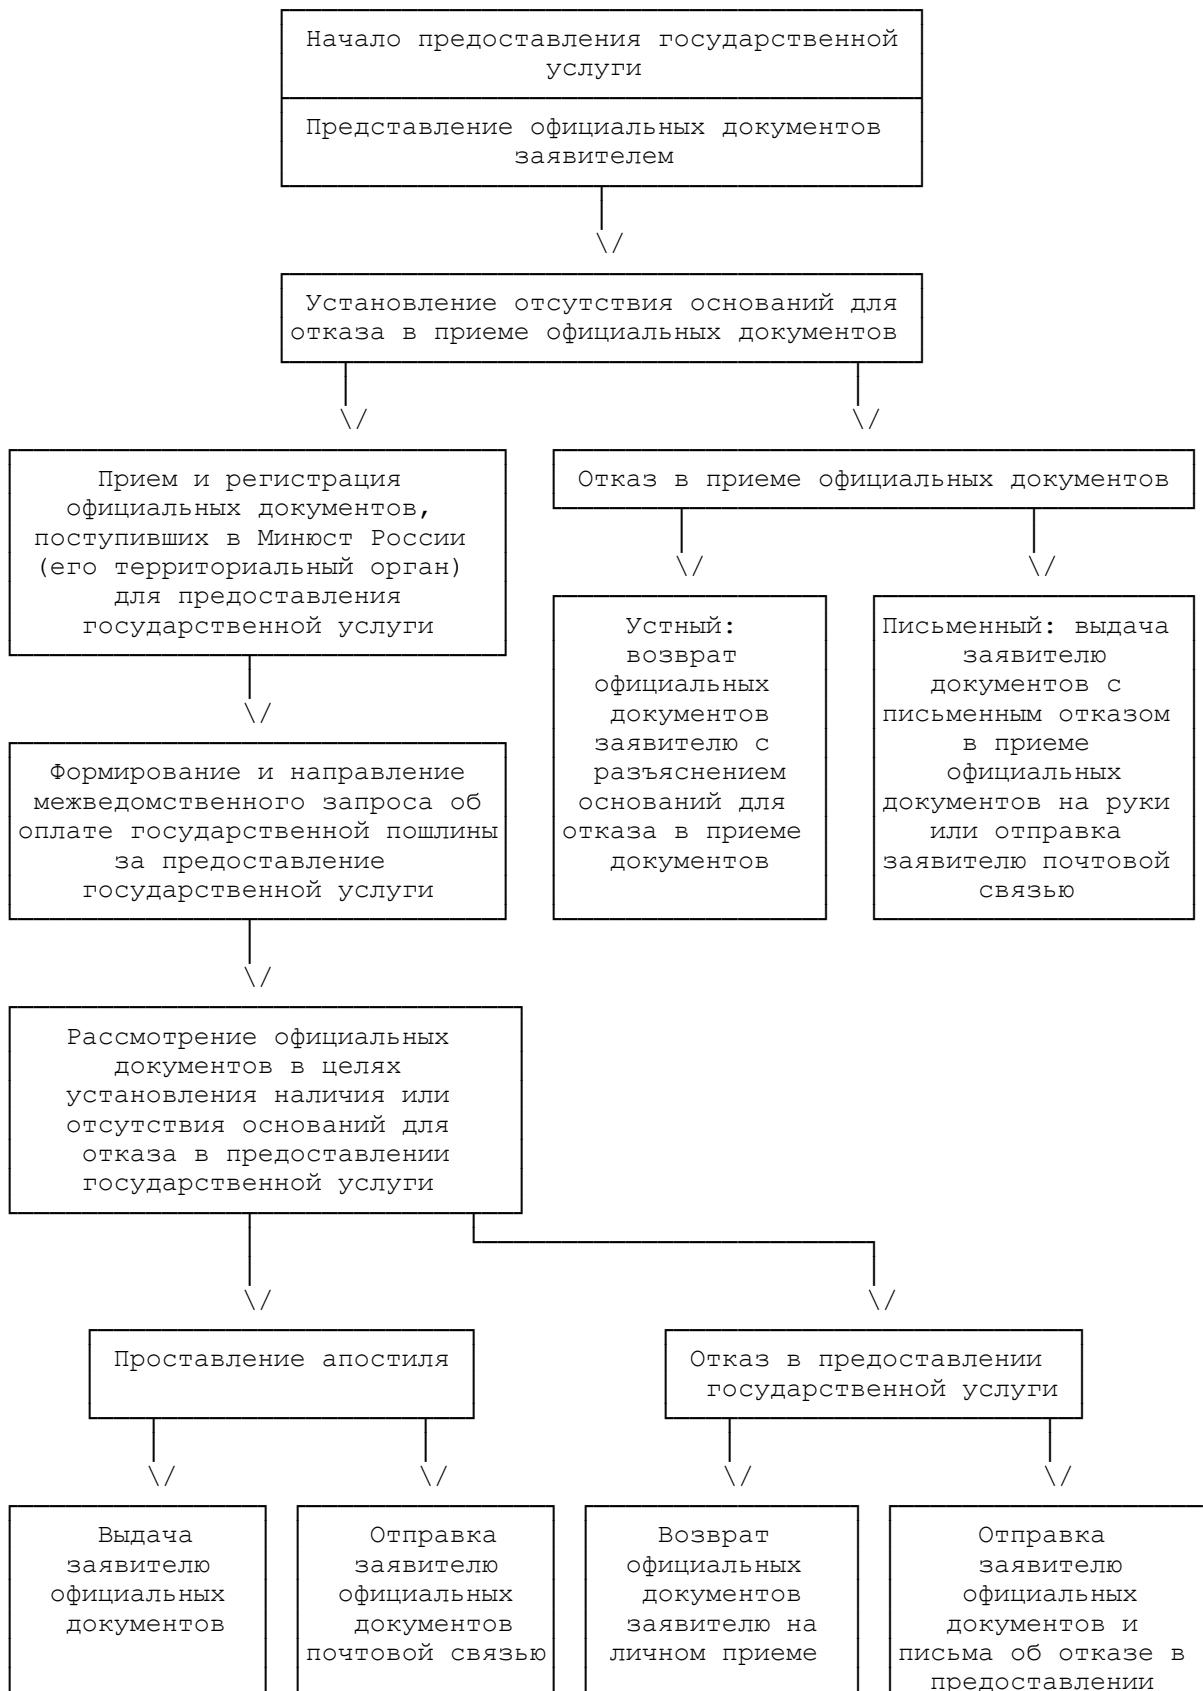 Начало предоставления государственной
услуги
Представление официальных документов
заявителем
\/
Установление отсутствия оснований для
отказа в приеме официальных документов
\/
\/
Прием и регистрация
официальных документов,
поступивших в Минюст России
(его территориальный орган)
для предоставления
государственной услуги
Отказ в приеме официальных документов
\/
\/
Устный:
возврат
официальных
документов
заявителю с
разъяснением
оснований для
отказа в приеме
документов
Письменный: выдача
заявителю
документов с
письменным отказом
в приеме
официальных
документов на руки
или отправка
заявителю почтовой
связью
\/
Формирование и направление
межведомственного запроса об
оплате государственной пошлины
за предоставление
государственной услуги
\/
Рассмотрение официальных
документов в целях
установления наличия или
отсутствия оснований для
отказа в предоставлении
государственной услуги
\/
\/
Проставление апостиля
Отказ в предоставлении
государственной услуги
\/
\/
\/
\/
Выдача
заявителю
официальных
документов
Отправка
заявителю
официальных
документов
почтовой связью
Возврат
официальных
документов
заявителю на
личном приеме
Отправка
заявителю
официальных
документов и
письма об отказе в
предоставлении